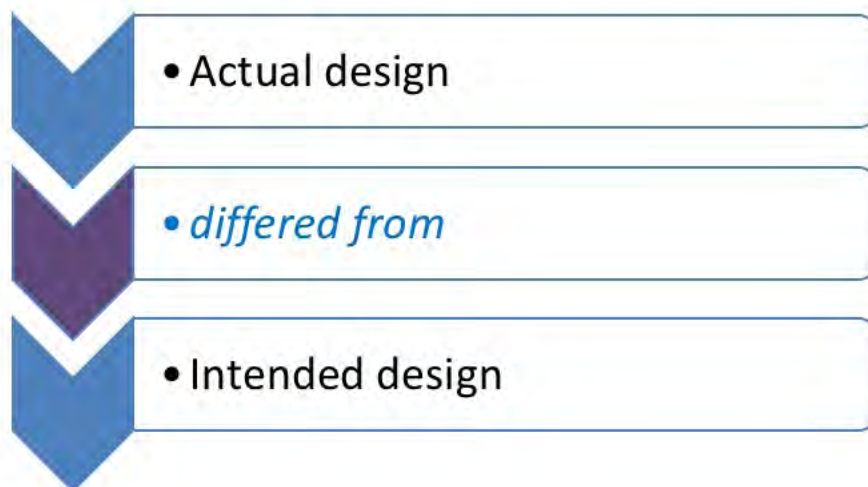 • Actual design
• differed from
• Intended design